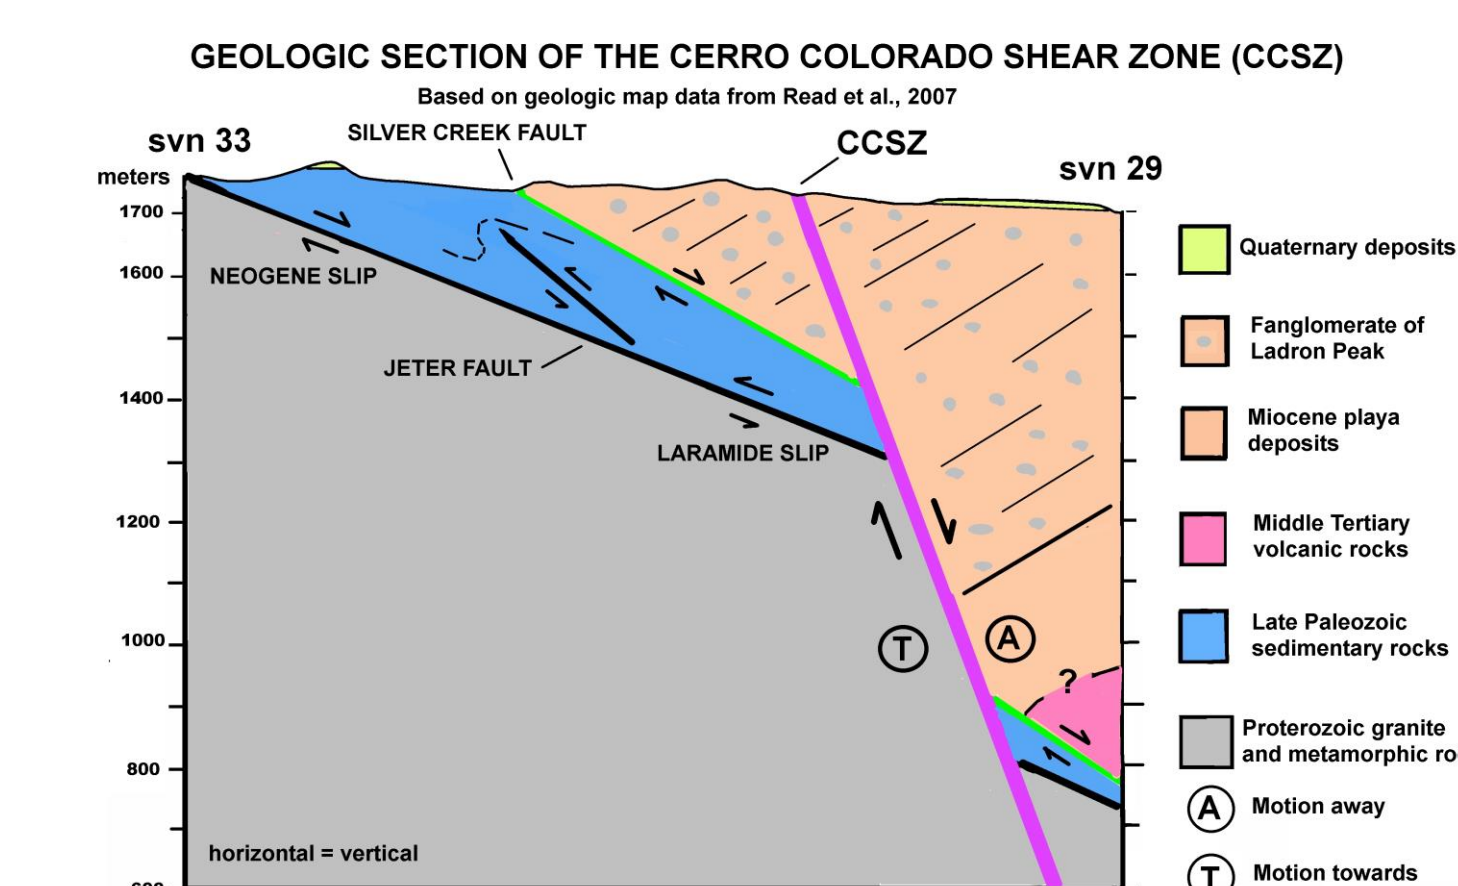 GEOLOGIC SECTION OF THE CERRO COLORADO SHEAR ZONE (CCSZ)
Based on geologic map data from Read et al., 2007
svn 33
SILVER CREEK FAULT
CCSZ
svn 29
meters
1700
1600
1400
1200
1000
800
NEOGENE SLIP
JETER FAULT
LARAMIDE SLIP
T
A
?
horizontal = vertical
Quaternary deposits
Fanglomerate of
Ladron Peak
Miocene playa
deposits
Middle Tertiary
volcanic rocks
Late Paleozoic
sedimentary rocks
Proterozoic granite
and metamorphic ro
A Motion away
T Motion towards